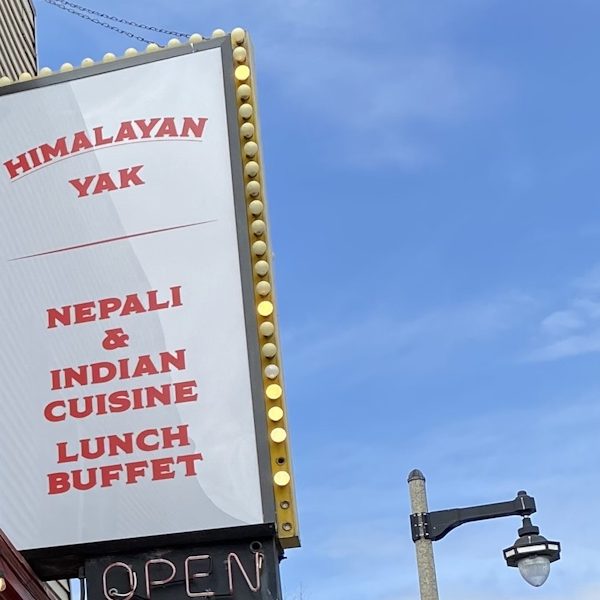 HIMALAYAN
YAK
NEPALI
&
INDIAN
CUISINE
LUNCH
BUFFET
OPEN